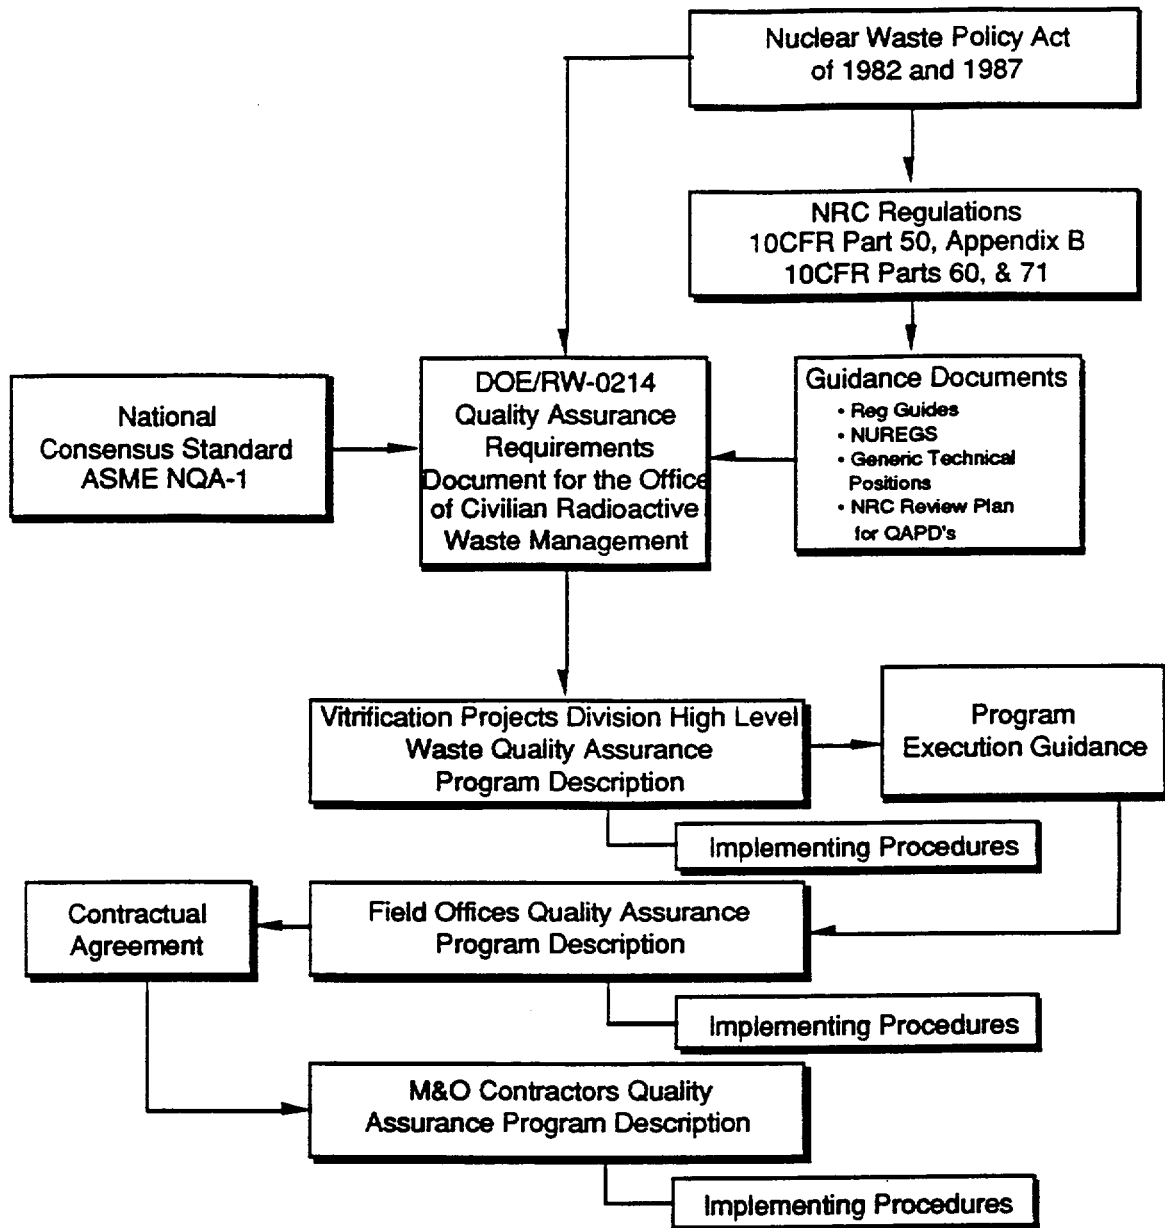 Nuclear Waste Policy Act
of 1982 and 1987
NRC Regulations
10CFR Part 50, Appendix B
10CFR Parts 60, & 71
National
Consensus Standard
ASME NQA-1
DOE/RW-0214
Quality Assurance
Requirements
Document for the Office
of Civilian Radioactive
Waste Management
Guidance Documents
• Reg Guides
• NUREGS
• Generic Technical
Positions
• NRC Review Plan
for QAPD's
Vitrification Projects Division High Level
Waste Quality Assurance
Program Description
Program
Execution Guidance
Implementing Procedures
Contractual
Agreement
Field Offices Quality Assurance
Program Description
Implementing Procedures
M&O Contractors Quality
Assurance Program Description
Implementing Procedures